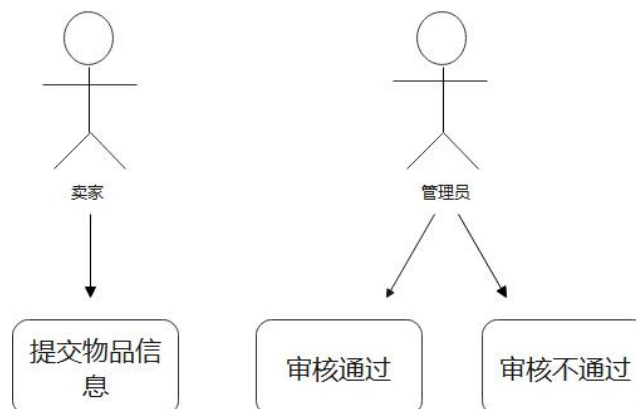 卖家
管理员
提交物品信
息
审核通过
审核不通过